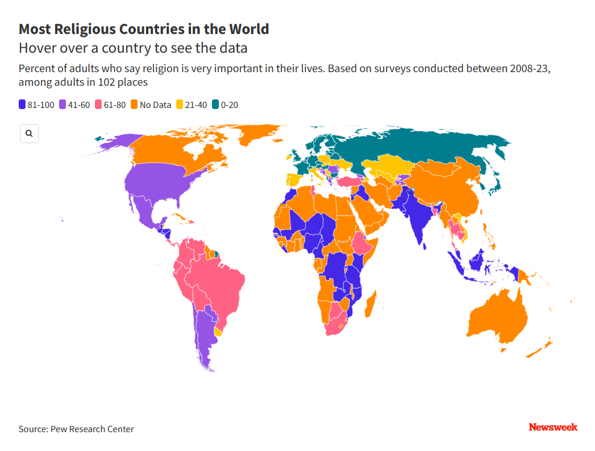 Most Religious Countries in the World
Hover over a country to see the data
Percent of adults who say religion is very important in their lives. Based on surveys conducted between 2008-23,
among adults in 102 places
81-100 41-60 61-80 No Data 21-40 0-20
Source: Pew Research Center
Newsweek